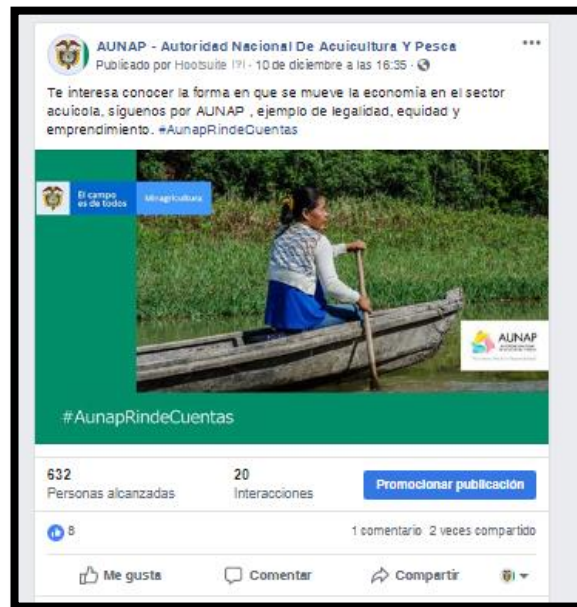 AUNAP - Autoridad Nacional De Acuicultura Y Pesca
Publicado por Hootsuite [?] · 10 de diciembre a las 16:35 ·
Te interesa conocer la forma en que se mueve la economía en el sector
acuícola, síguenos por AUNAP , ejemplo de legalidad, equidad y
emprendimiento. #AunapRindeCuentas
El campo
es de todos
Minagricultura
AUNAP
#AunapRindeCuentas
632
Personas alcanzadas
20
Interacciones
Promocionar publicación
8
1 comentario 2 veces compartido
Me gusta
Comentar
Compartir